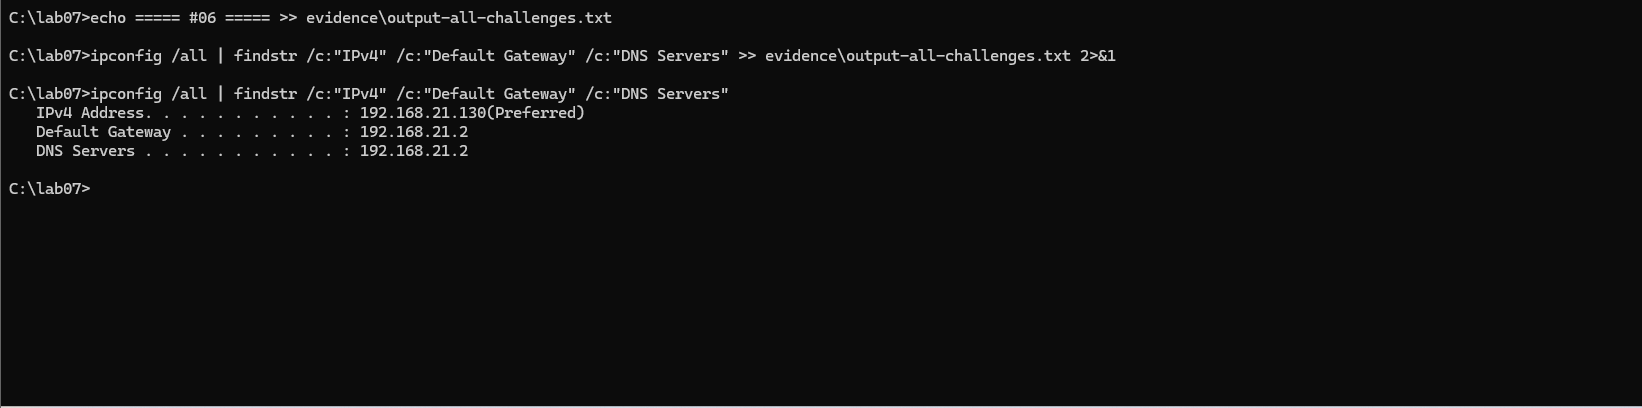 C:\lab07>echo ===== #06 ===== >> evidence\output-all-challenges.txt
C:\lab07>ipconfig /all | findstr /c:"IPv4" /c:"Default Gateway" /c:"DNS Servers" >> evidence\output-all-challenges.txt 2>&1
C:\lab07>ipconfig /all | findstr /c:"IPv4" /c:"Default Gateway" /c:"DNS Servers"
   IPv4 Address. . . . . . . . . . . : 192.168.21.130(Preferred)
   Default Gateway . . . . . . . . . : 192.168.21.2
   DNS Servers . . . . . . . . . . . : 192.168.21.2
C:\lab07>